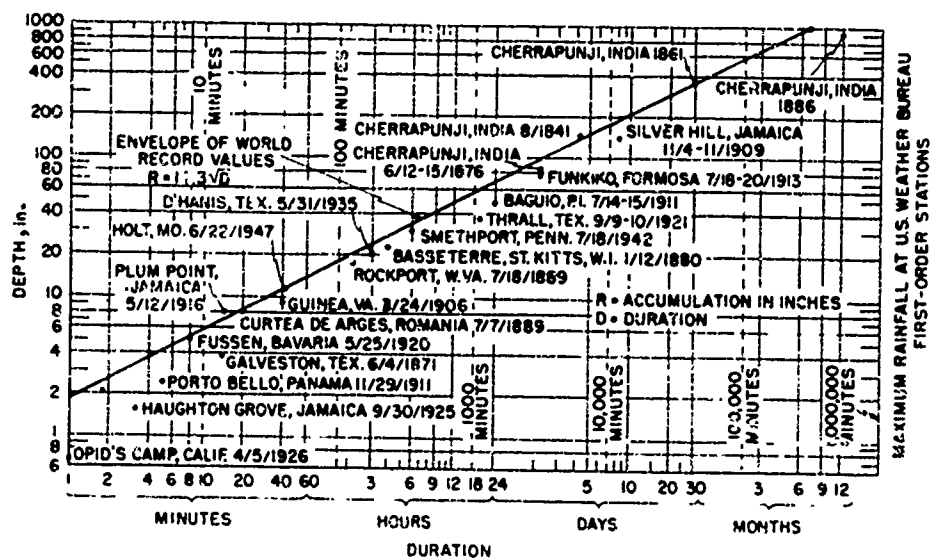 1000
800
600
400
200
100
80
60
40
20
10
8
6
4
2
1
8
6
DEPTH, in.
10 MINUTES
100 MINUTES
1000 MINUTES
10,000 MINUTES
100,000 MINUTES
MINUTES
CHERRAPUNJI, INDIA 1861
CHERRAPUNJI, INDIA
1886
CHERRAPUNJI, INDIA 8/1841
SILVER HILL, JAMAICA
11/4-11/1909
ENVELOPE OF WORLD
RECORD VALUES
CHERRAPUNJI, INDIA
6/12-15/1876
FUNKIKO, FORMOSA 7/18-20/1913
D'HANIS, TEX. 5/31/1935
BAGUIO, P.I. 7/14-15/1911
THRALL, TEX. 9/9-10/1921
HOLT, MO. 6/22/1947
SMETHPORT, PENN. 7/18/1942
BASSETERRE, ST. KITTS, W.I. 1/12/1880
ROCKPORT, W.VA. 7/18/1889
PLUM POINT,
JAMAICA
5/12/1916
GUINEA, VA. 8/24/1906
R = ACCUMULATION IN INCHES
D = DURATION
CURTEA DE ARGES, ROMANIA 7/7/1889
FUSSEN, BAVARIA 5/25/1920
GALVESTON, TEX. 6/4/1871
PORTO BELLO, PANAMA 11/29/1911
HAUGHTON GROVE, JAMAICA 9/30/1925
OPID'S CAMP, CALIF. 4/5/1926
1 2 4 6 8 10 20 40 60 3 6 9 12 18 24 5 10 20 30 3 6 9 12
MINUTES HOURS DAYS MONTHS
DURATION
MAXIMUM RAINFALL AT U.S. WEATHER BUREAU
FIRST-ORDER STATIONS